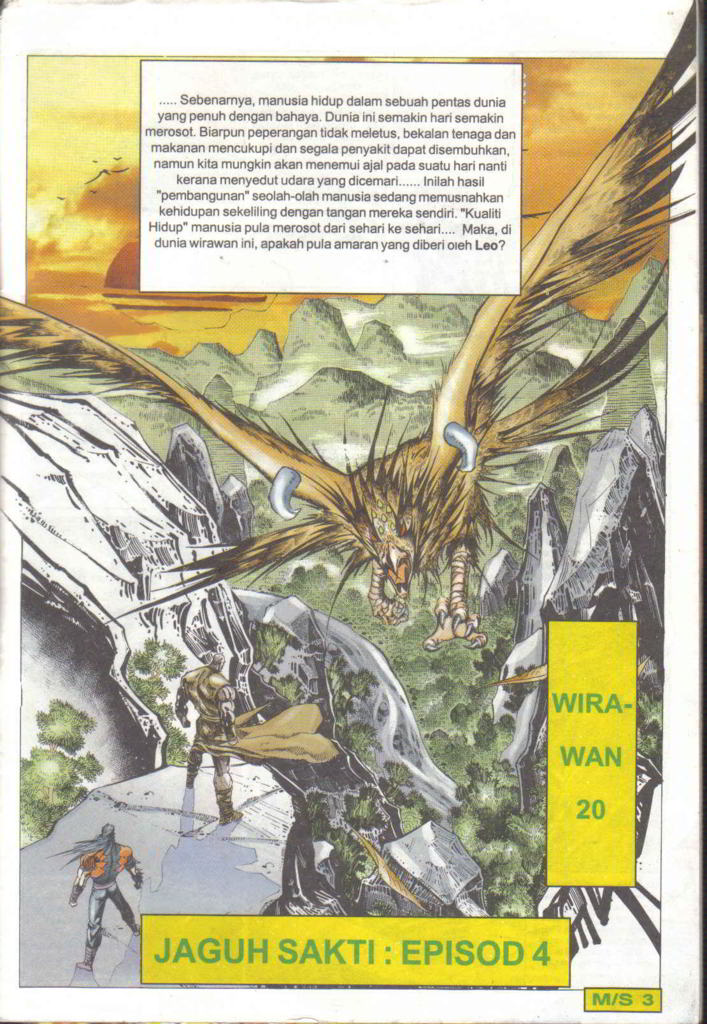 ..... Sebenarnya, manusia hidup dalam sebuah pentas dunia
yang penuh dengan bahaya. Dunia ini semakin hari semakin
merosot. Biarpun peperangan tidak meletus, bekalan tenaga dan
makanan mencukupi dan segala penyakit dapat disembuhkan,
namun kita mungkin akan menemui ajal pada suatu hari nanti
kerana menyedut udara yang dicemari...... Inilah hasil
"pembangunan" seolah-olah manusia sedang memusnahkan
kehidupan sekeliling dengan tangan mereka sendiri. "Kualiti
Hidup" manusia pula merosot dari sehari ke sehari.... Maka, di
dunia wirawan ini, apakah pula amaran yang diberi oleh Leo?
WIRA-
WAN
20
JAGUH SAKTI : EPISOD 4
M/S 3